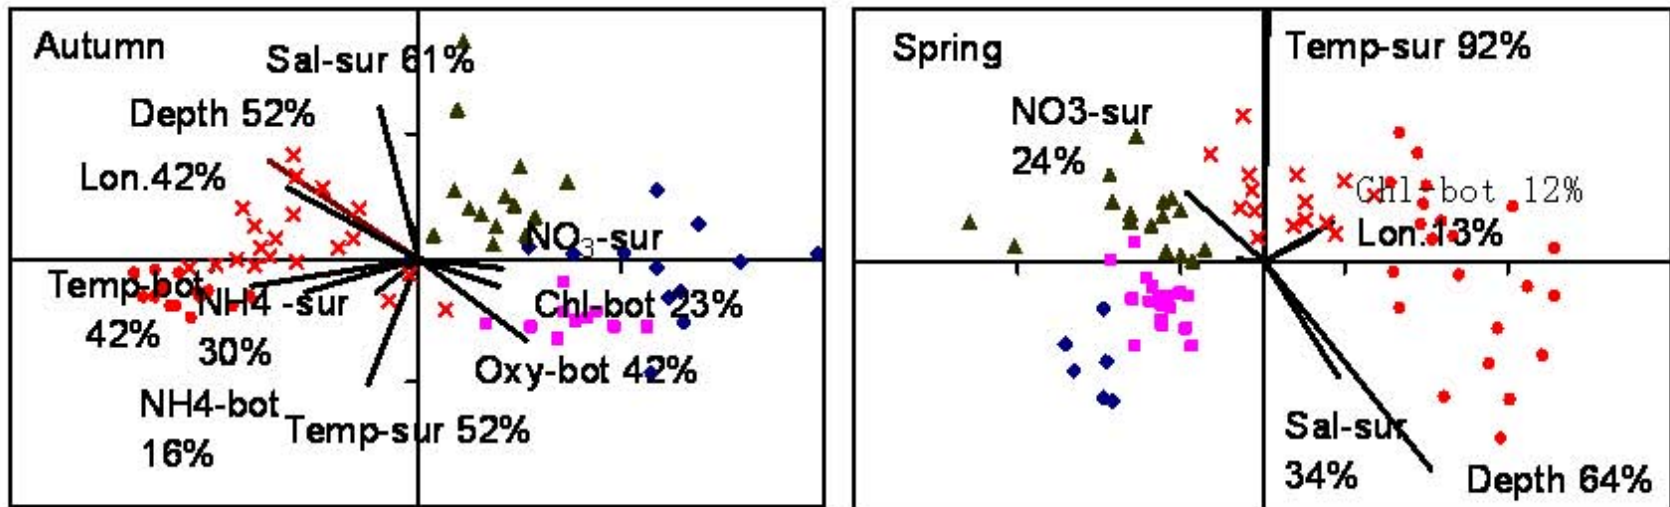 Autumn
Sal-sur 61%
Depth 52%
Lon.42%
NO3-sur
Temp-bot
42%
NH4 -sur
30%
Chl-bot 23%
Oxy-bot 42%
NH4-bot
16%
Temp-sur 52%
Spring
Temp-sur 92%
NO3-sur
24%
Chl-bot 12%
Lon.13%
Sal-sur
34%
Depth 64%